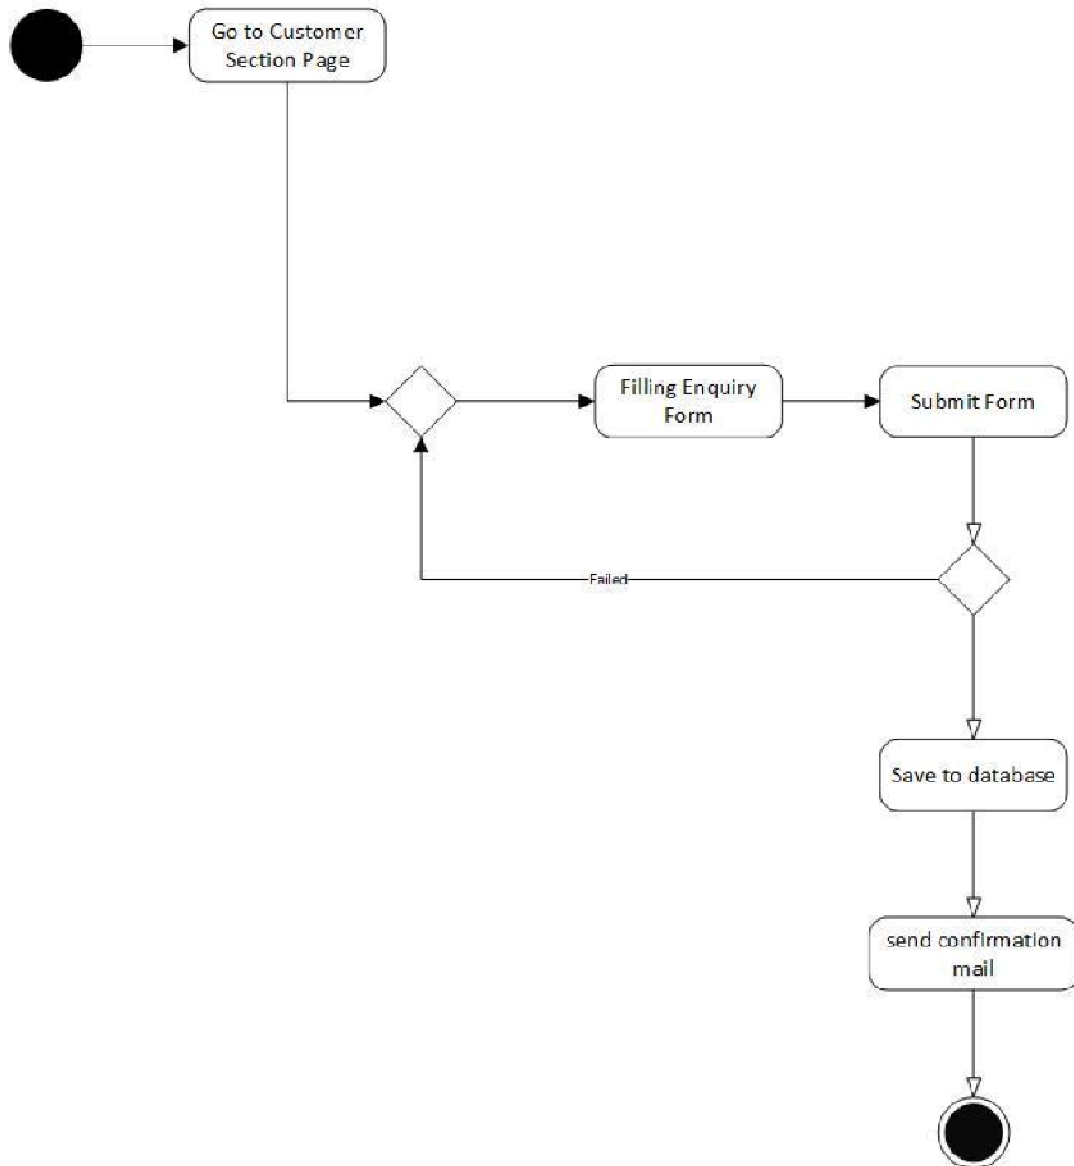 Go to Customer
Section Page
Filling Enquiry
Form
Submit Form
Failed
Save to database
send confirmation
mail